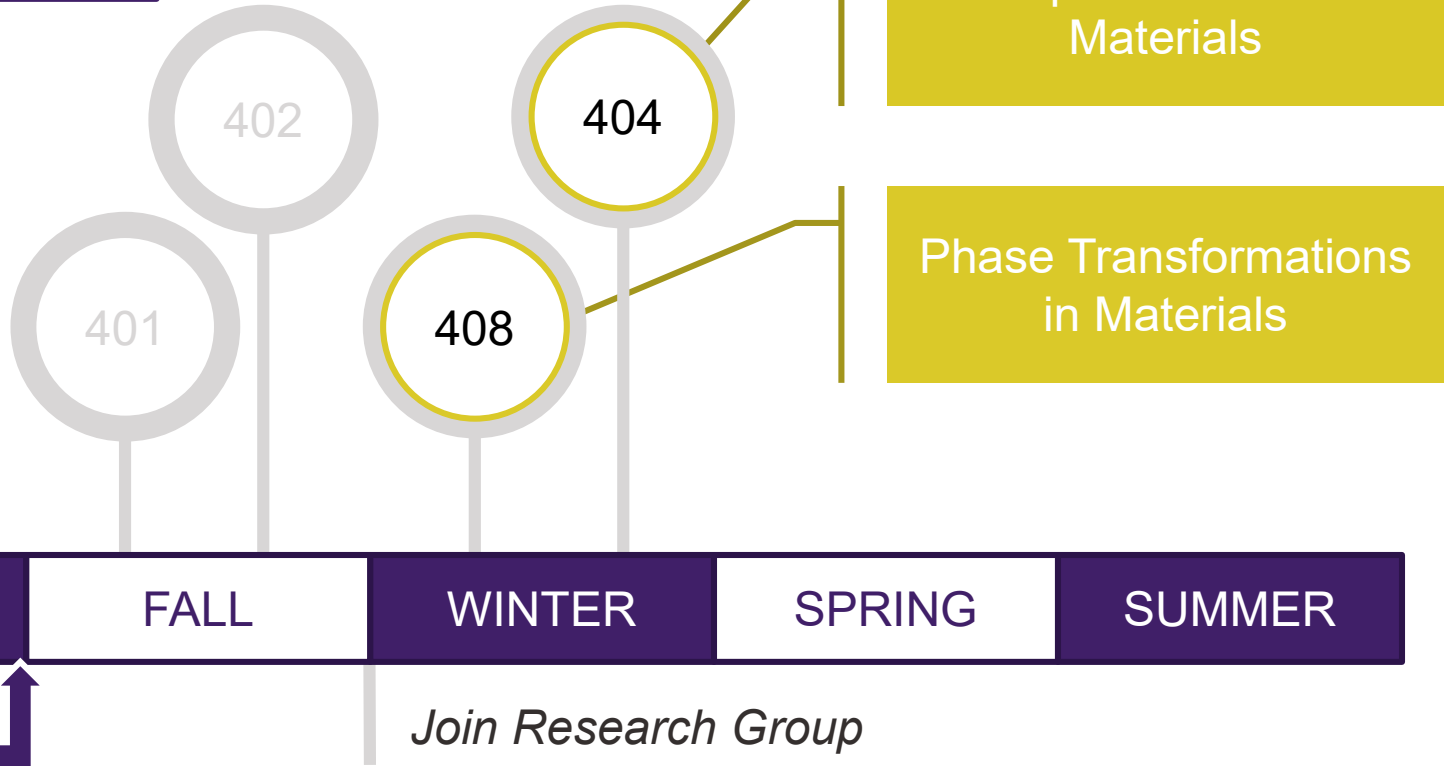 Materials
402
404
Phase Transformations
in Materials
401
408
FALL
WINTER
SPRING
SUMMER
Join Research Group